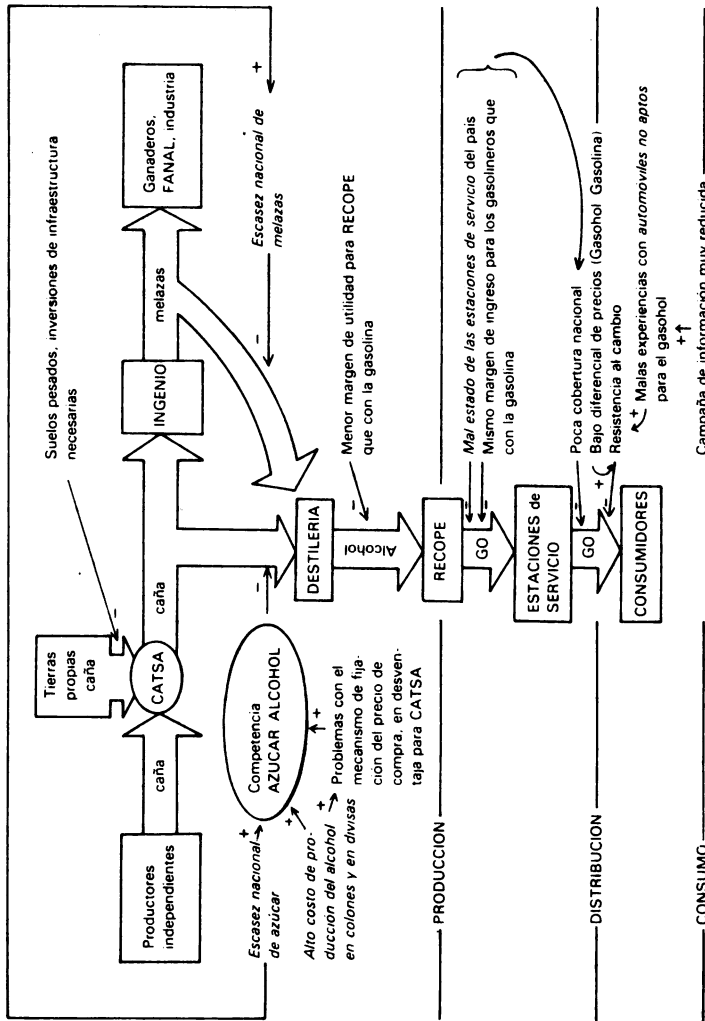 Suelos pesados, inversiones de infraestructura
necesarias
Tierras
propias
caña
Productores
independientes
caña
CATSA
caña
INGENIO
melazas
Ganaderos,
FANAL, industria
-
Escasez nacional
de azúcar
+
Competencia
AZUCAR ALCOHOL
-
Alto costo de pro-
ducción del alcohol
en colones y en divisas
+
+
Problemas con el
mecanismo de fija-
ción del precio de
compra, en desven-
taja para CATSA
+
Escasez nacional de
melazas
-
+
DESTILERIA
Alcohol
-
Menor margen de utilidad para RECOPE
que con la gasolina
PRODUCCION
RECOPE
GO
-
-
Mal estado de las estaciones de servicio del país
Mismo margen de ingreso para los gasolineros que
con la gasolina
ESTACIONES de
SERVICIO
DISTRIBUCION
GO
-
+
-
Poca cobertura nacional
Bajo diferencial de precios (Gasohol Gasolina)
Resistencia al cambio
+
Malas experiencias con automóviles no aptos
para el gasohol
+
CONSUMIDORES
Campaña de información muy reducida
CONSUMO